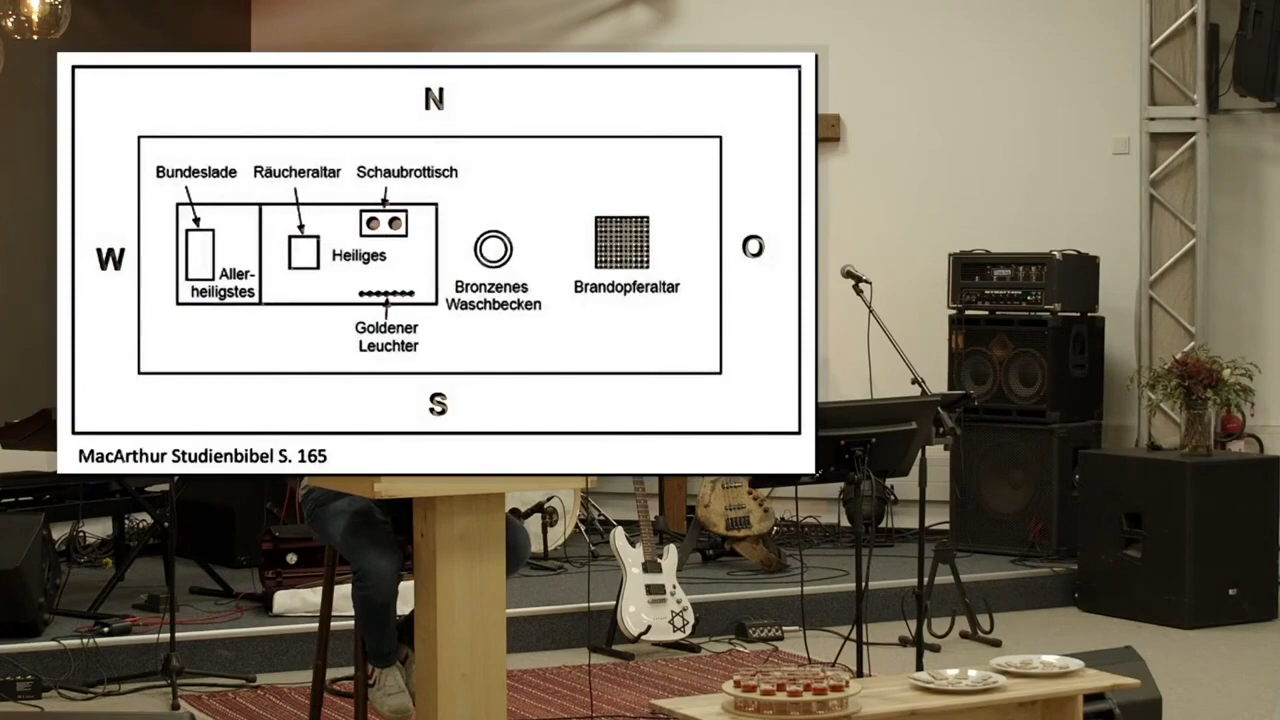 N
Bundeslade Räucheraltar Schaubrottisch
W
O
Heiliges
Aller-
heiligstes
Bronzenes
Waschbecken
Brandopferaltar
Goldener
Leuchter
S
MacArthur Studienbibel S. 165